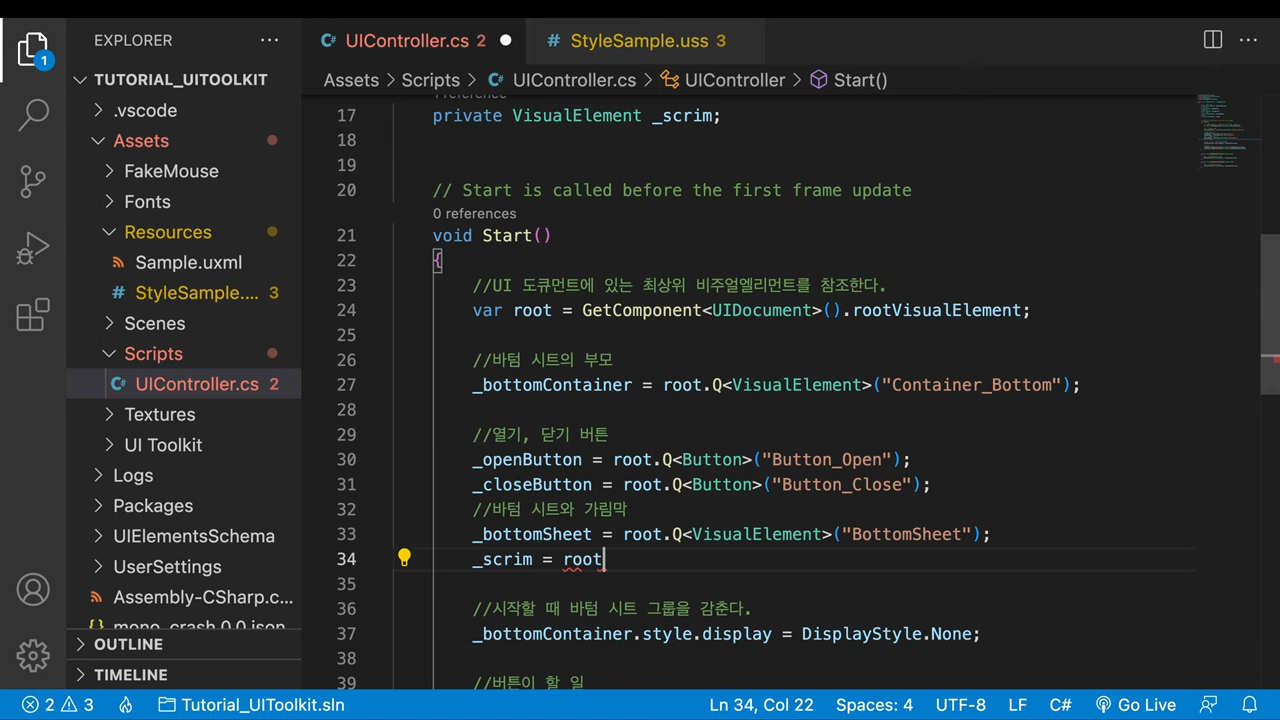 EXPLORER
UIController.cs 2
StyleSample.uss 3
1
TUTORIAL_UITOOLKIT
Assets > Scripts > UIController.cs > UIController > Start()
.vscode
Assets
FakeMouse
Fonts
Resources
Sample.uxml
StyleSample.... 3
Scenes
Scripts
UIController.cs 2
Textures
UI Toolkit
Logs
Packages
UIElementsSchema
UserSettings
Assembly-CSharp.c...
mono_crash.0.0.json
OUTLINE
TIMELINE
1 reference
17 private VisualElement _scrim;
18
19
20 // Start is called before the first frame update
0 references
21 void Start()
22 {
23 //UI 도큐먼트에 있는 최상위 비주얼엘리먼트를 참조한다.
24 var root = GetComponent<UIDocument>().rootVisualElement;
25
26 //바텀 시트의 부모
27 _bottomContainer = root.Q<VisualElement>("Container_Bottom");
28
29 //열기, 닫기 버튼
30 _openButton = root.Q<Button>("Button_Open");
31 _closeButton = root.Q<Button>("Button_Close");
32 //바텀 시트와 가림막
33 _bottomSheet = root.Q<VisualElement>("BottomSheet");
34 _scrim = root
35
36 //시작할 때 바텀 시트 그룹을 감춘다.
37 _bottomContainer.style.display = DisplayStyle.None;
38
39 //버튼이 할 일
2 3 Tutorial_UIToolkit.sln Ln 34, Col 22 Spaces: 4 UTF-8 LF C# Go Live